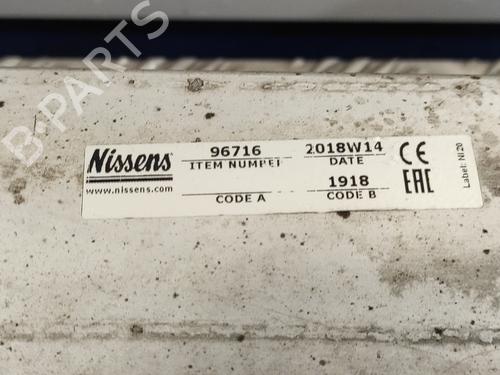 B-PARTS
Nissens
www.nissens.com
96716
ITEM NUMBER
2018W14
DATE
CODE A
1918
CODE B
CE
EAC
Label: NI.20